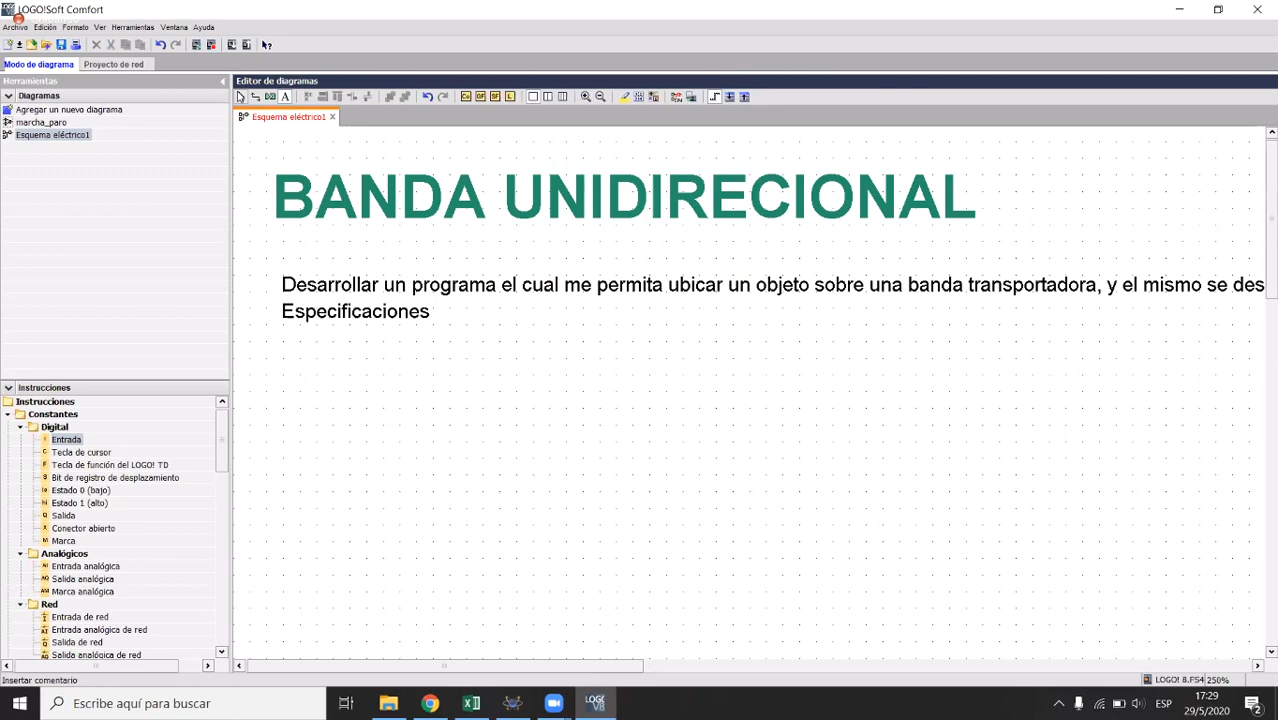 LOGO!Soft Comfort
Archivo Edición Formato Ver Herramientas Ventana Ayuda
Modo de diagrama Proyecto de red
Herramientas
Editor de diagramas
Diagramas
Agregar un nuevo diagrama
marcha_paro
Esquema eléctrico1
Esquema eléctrico1
BANDA UNIDIRECIONAL
Desarrollar un programa el cual me permita ubicar un objeto sobre una banda transportadora, y el mismo se des
Especificaciones
Instrucciones
Instrucciones
Constantes
Digital
Entrada
Tecla de cursor
Tecla de función del LOGO! TD
Bit de registro de desplazamiento
Estado 0 (bajo)
Estado 1 (alto)
Salida
Conector abierto
Marca
Analógicos
Entrada analógica
Salida analógica
Marca analógica
Red
Entrada de red
Entrada analógica de red
Salida de red
Salida analógica de red
Insertar comentario
LOGO! 8.FS4 250%
Escribe aquí para buscar
ESP
17:29
29/5/2020
2